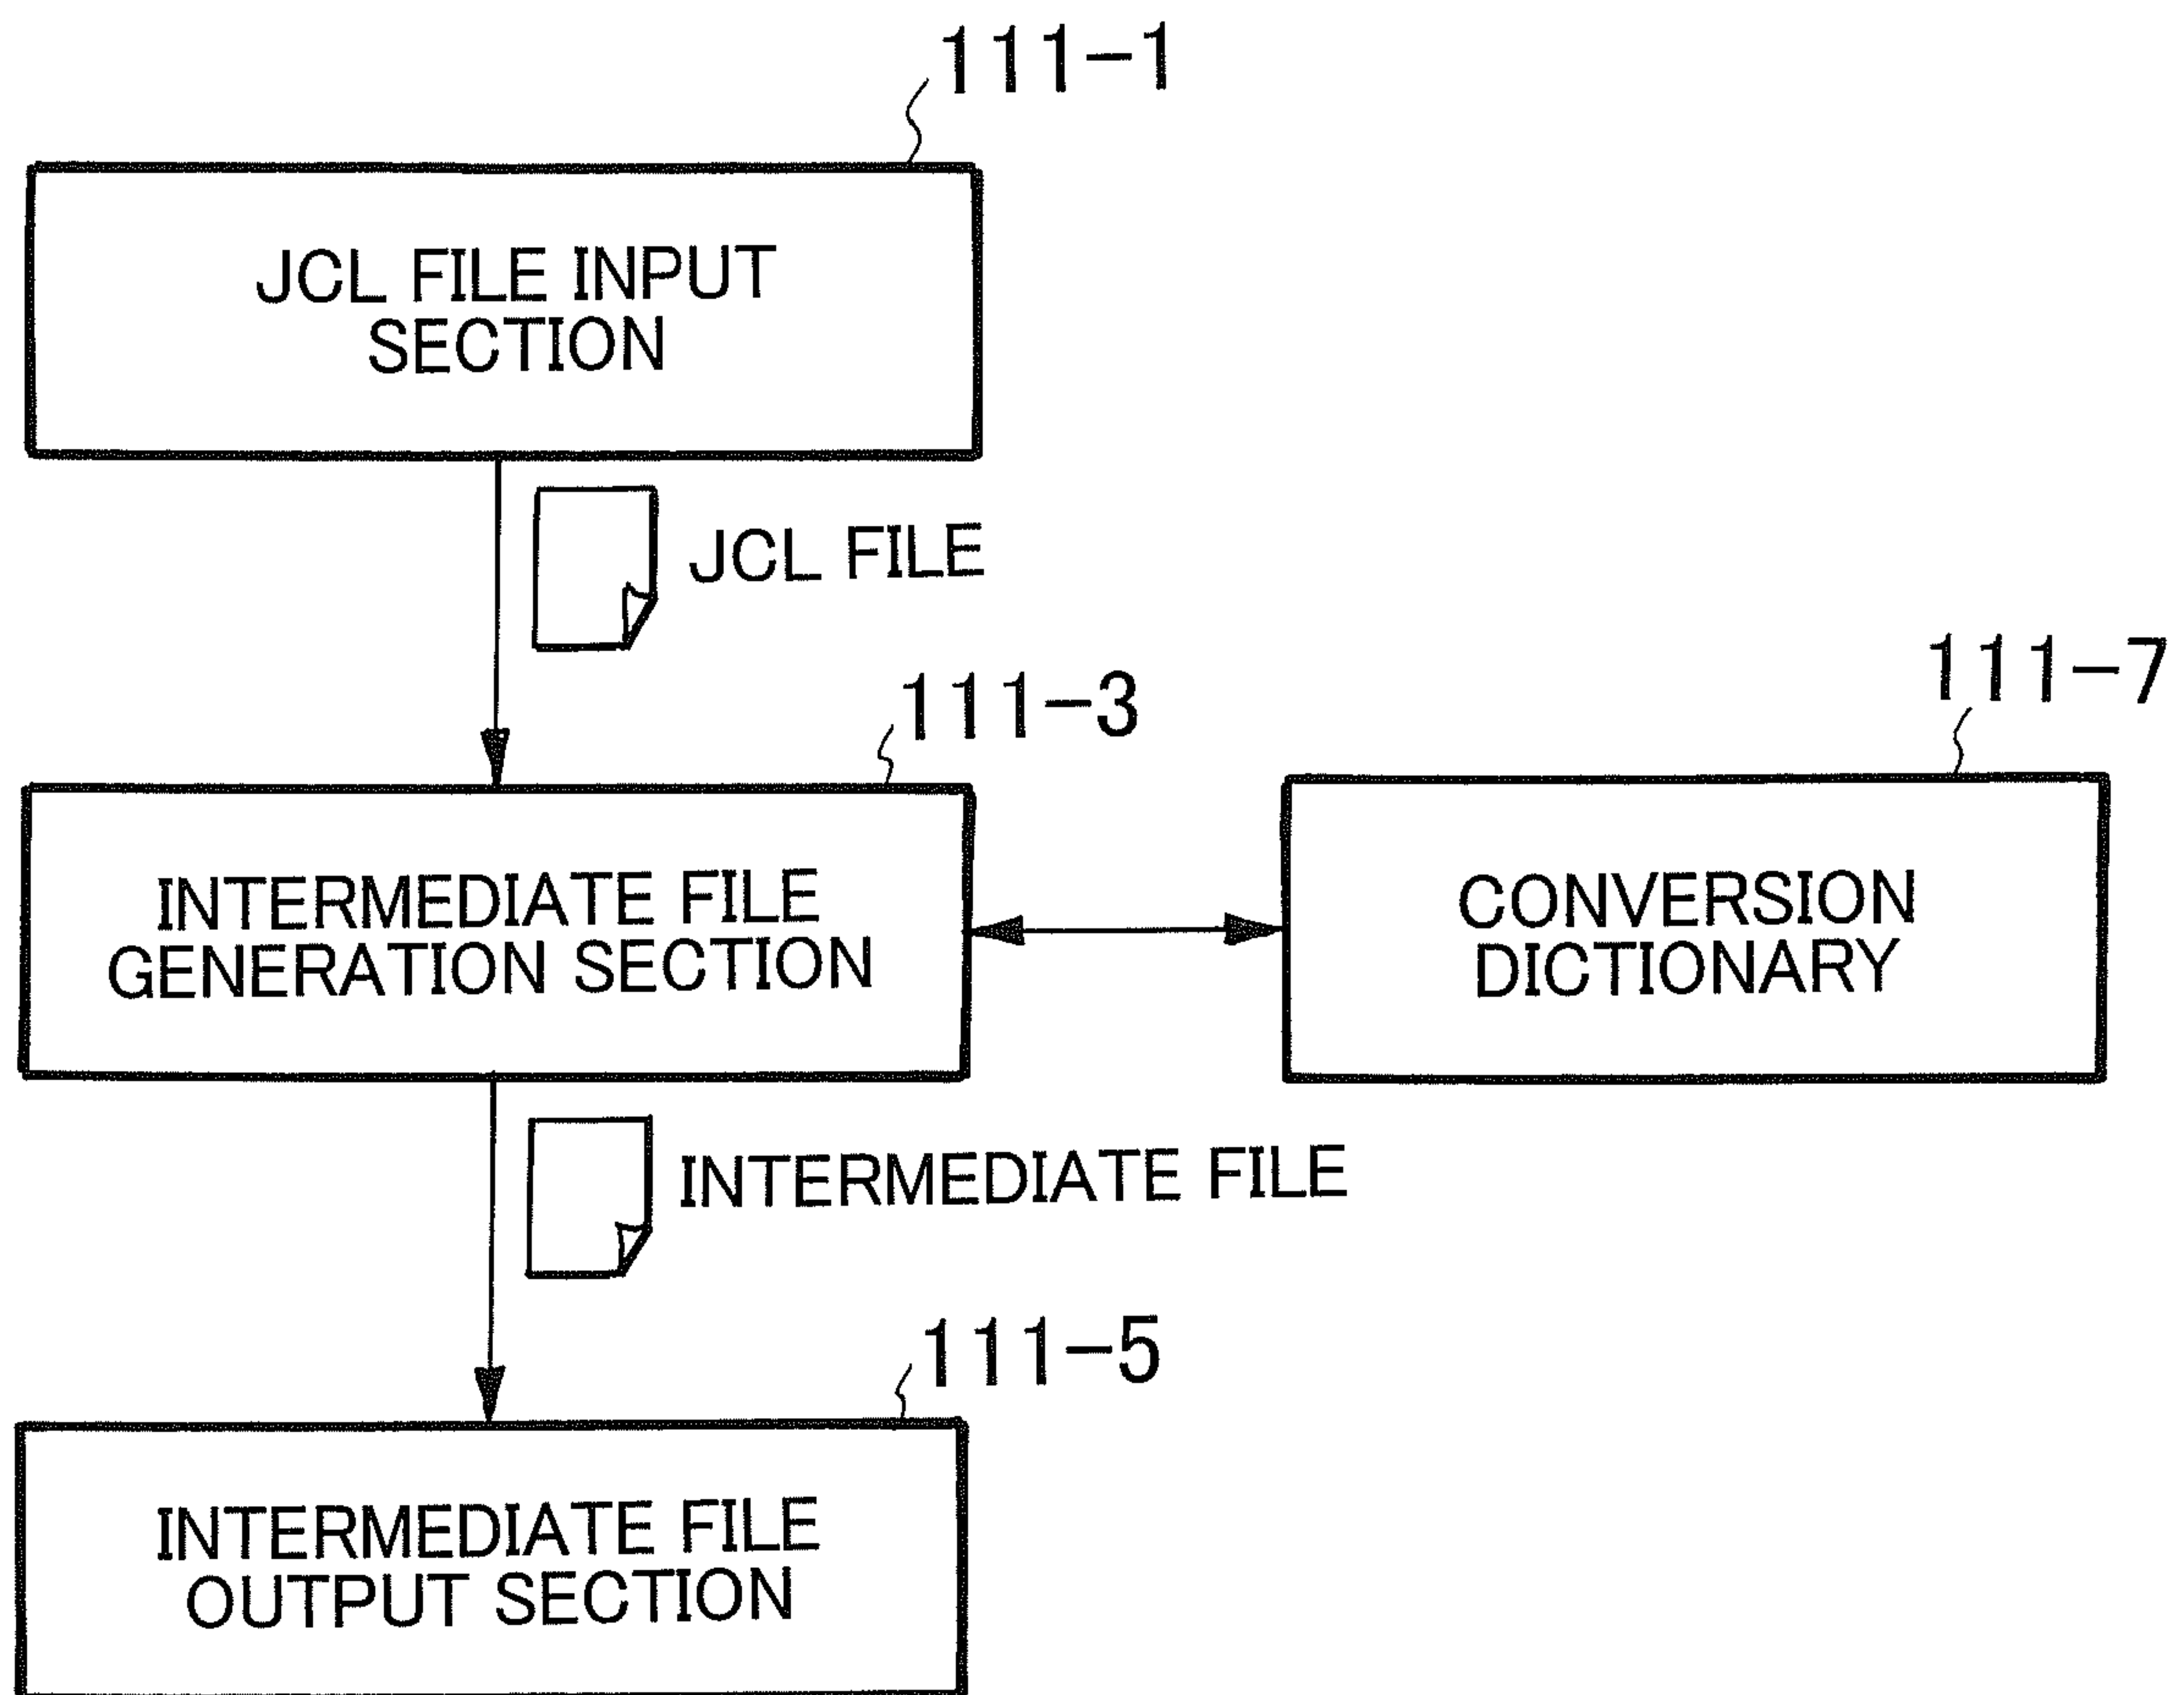 111-1
JCL FILE INPUT
SECTION
JCL FILE
111-3
111-7
INTERMEDIATE FILE
GENERATION SECTION
CONVERSION
DICTIONARY
INTERMEDIATE FILE
111-5
INTERMEDIATE FILE
OUTPUT SECTION